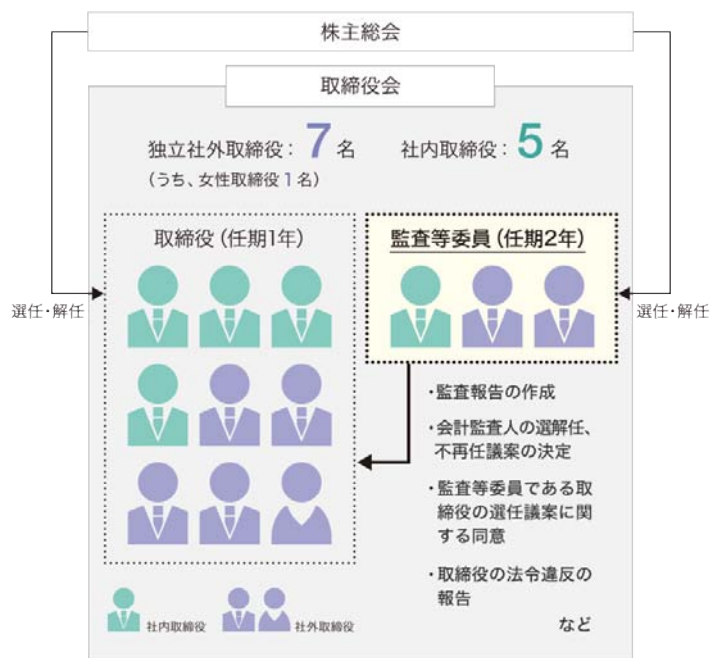 株主総会
取締役会
独立社外取締役：7名
（うち、女性取締役1名）
社内取締役：5名
取締役（任期1年）
監査等委員（任期2年）
選任・解任
選任・解任
・監査報告の作成
・会計監査人の選解任、
不再任議案の決定
・監査等委員である取
締役の選任議案に関
する同意
・取締役の法令違反の
報告
など
社内取締役
社外取締役